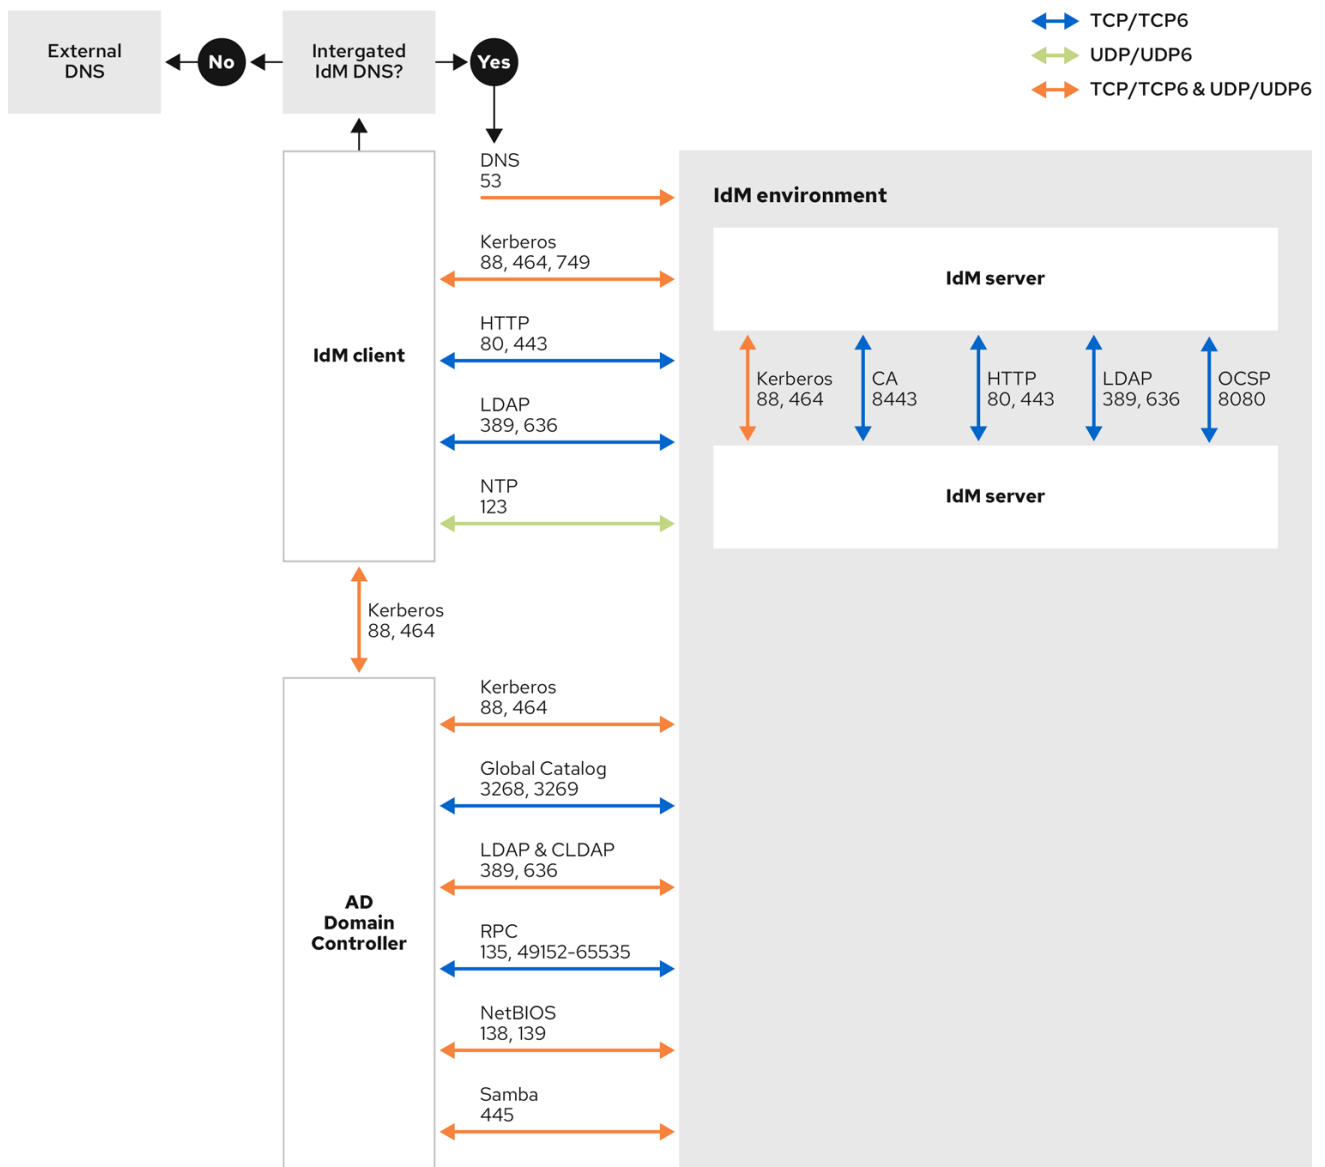 External
DNS
No
Intergated
IdM DNS?
Yes
TCP/TCP6
UDP/UDP6
TCP/TCP6 & UDP/UDP6
DNS
53
Kerberos
88, 464, 749
HTTP
80, 443
LDAP
389, 636
NTP
123
IdM client
IdM environment
IdM server
Kerberos
88, 464
CA
8443
HTTP
80, 443
LDAP
389, 636
OCSP
8080
IdM server
Kerberos
88, 464
AD
Domain
Controller
Kerberos
88, 464
Global Catalog
3268, 3269
LDAP & CLDAP
389, 636
RPC
135, 49152-65535
NetBIOS
138, 139
Samba
445